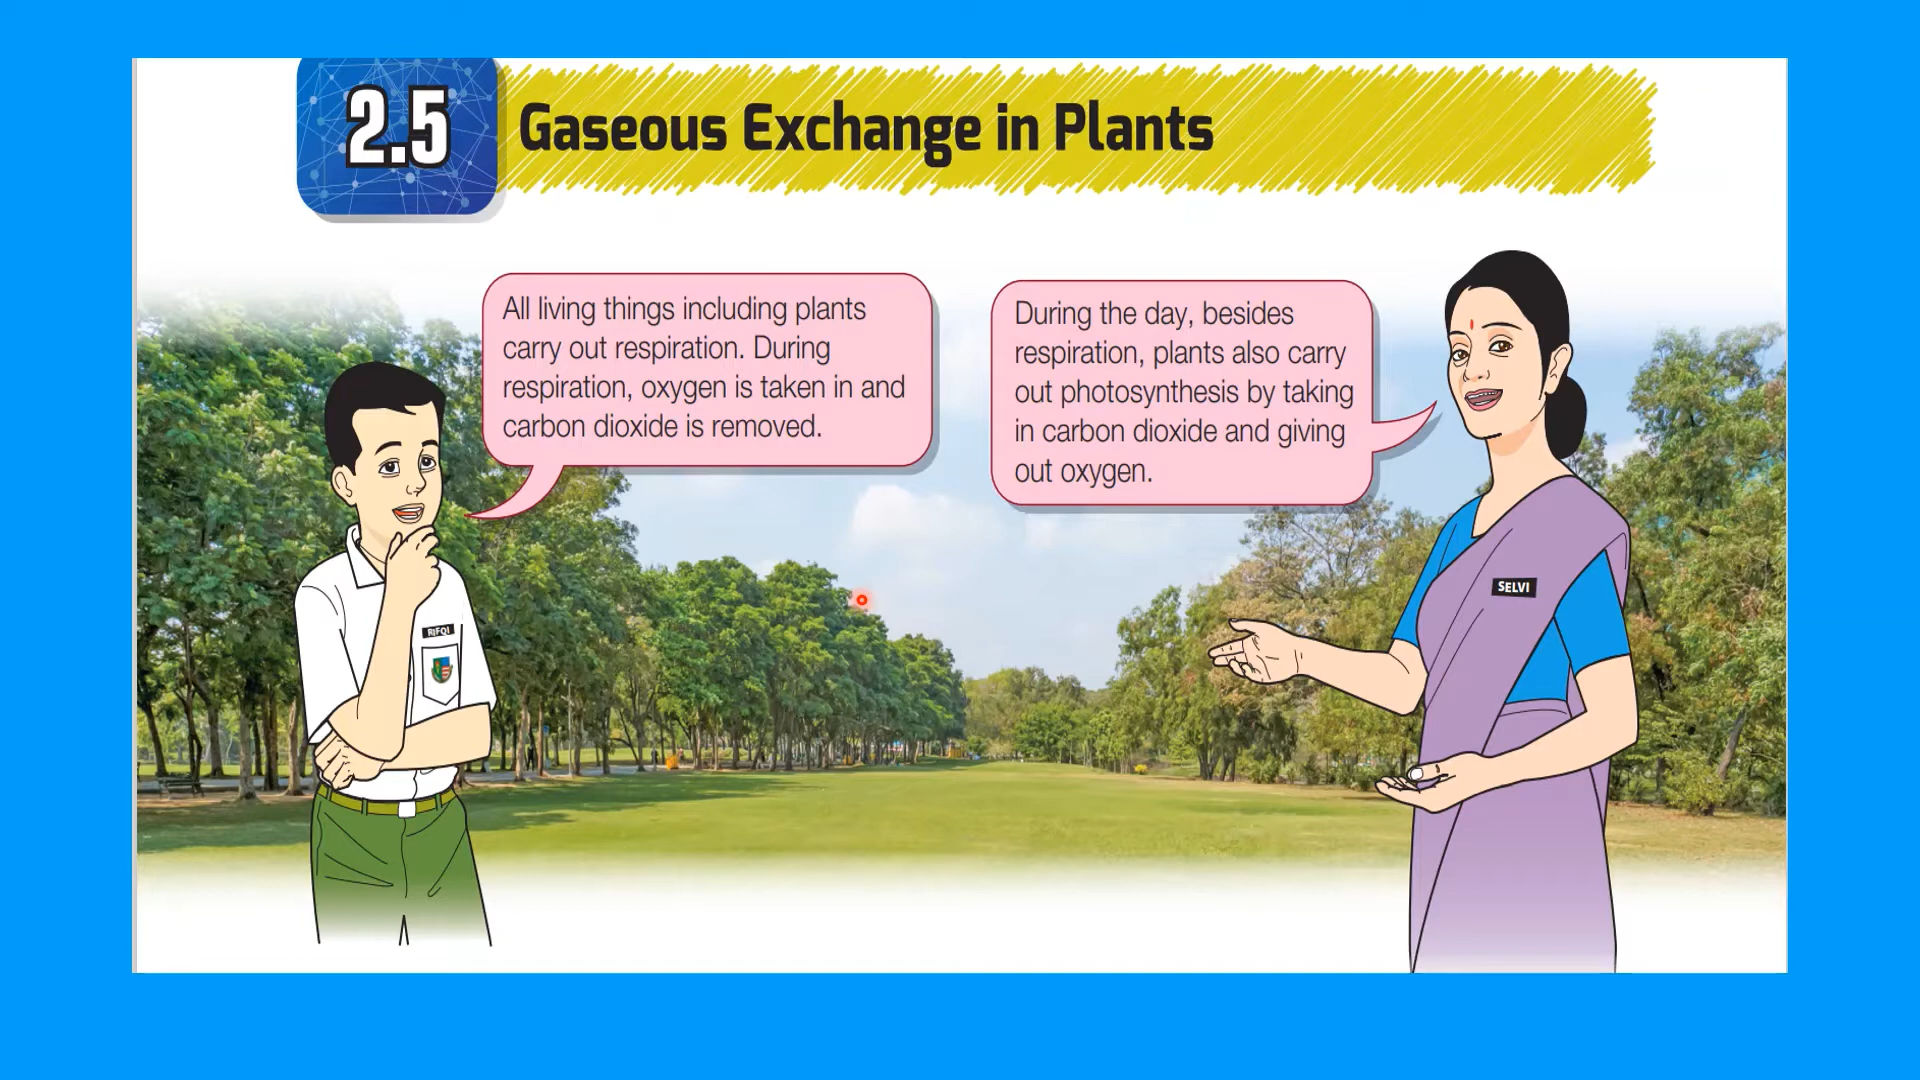 2.5
Gaseous Exchange in Plants
All living things including plants
carry out respiration. During
respiration, oxygen is taken in and
carbon dioxide is removed.
During the day, besides
respiration, plants also carry
out photosynthesis by taking
in carbon dioxide and giving
out oxygen.
RIFQI
SELVI